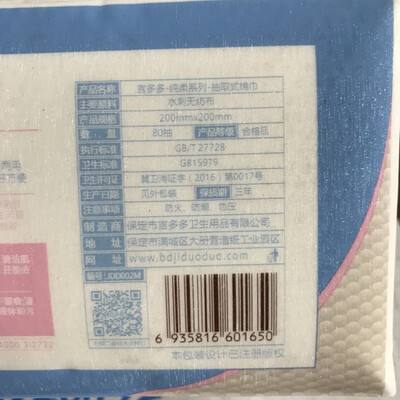 产品名称 吉多多·纯柔系列·抽取式棉巾
主要原料 水刺无纺布
产品规格 200mmx200mm
数量 80抽 产品等级 合格品
执行标准 GB/T 27728
卫生标准 GB15979
卫生许可证 冀卫消证字(2016)第0017号
生产日期 见外包装 保质期 三年
注意事项 防火、防潮、伤压
制造商 保定市吉多多卫生用品有限公司
地址 保定市满城区大册营造纸工业园区
网址 www.bdjiduoduo.com
编号:JDD002M
6 935816 601650
本包装设计已注册版权